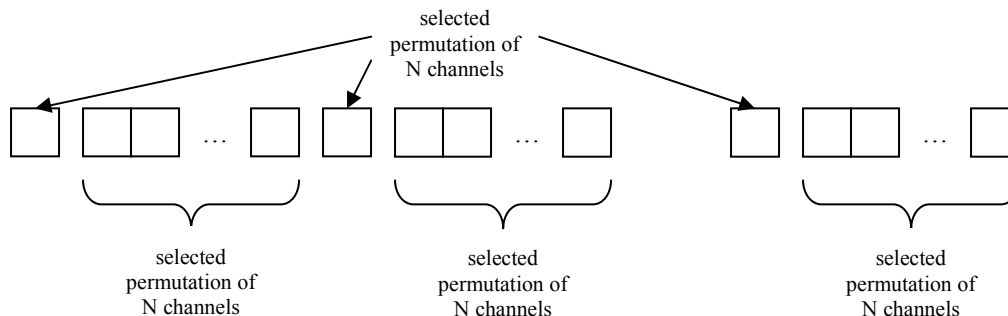 selected
permutation of
N channels
… … …
selected
permutation of
N channels
selected
permutation of
N channels
selected
permutation of
N channels